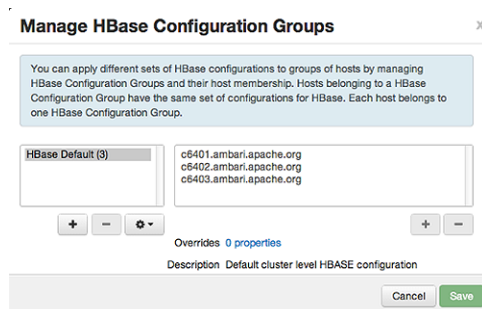 Manage HBase Configuration Groups
You can apply different sets of HBase configurations to groups of hosts by managing
HBase Configuration Groups and their host membership. Hosts belonging to a HBase
Configuration Group have the same set of configurations for HBase. Each host belongs to
one HBase Configuration Group.
HBase Default (3)
c6401.ambari.apache.org
c6402.ambari.apache.org
c6403.ambari.apache.org
Overrides 0 properties
Description Default cluster level HBASE configuration
Cancel Save